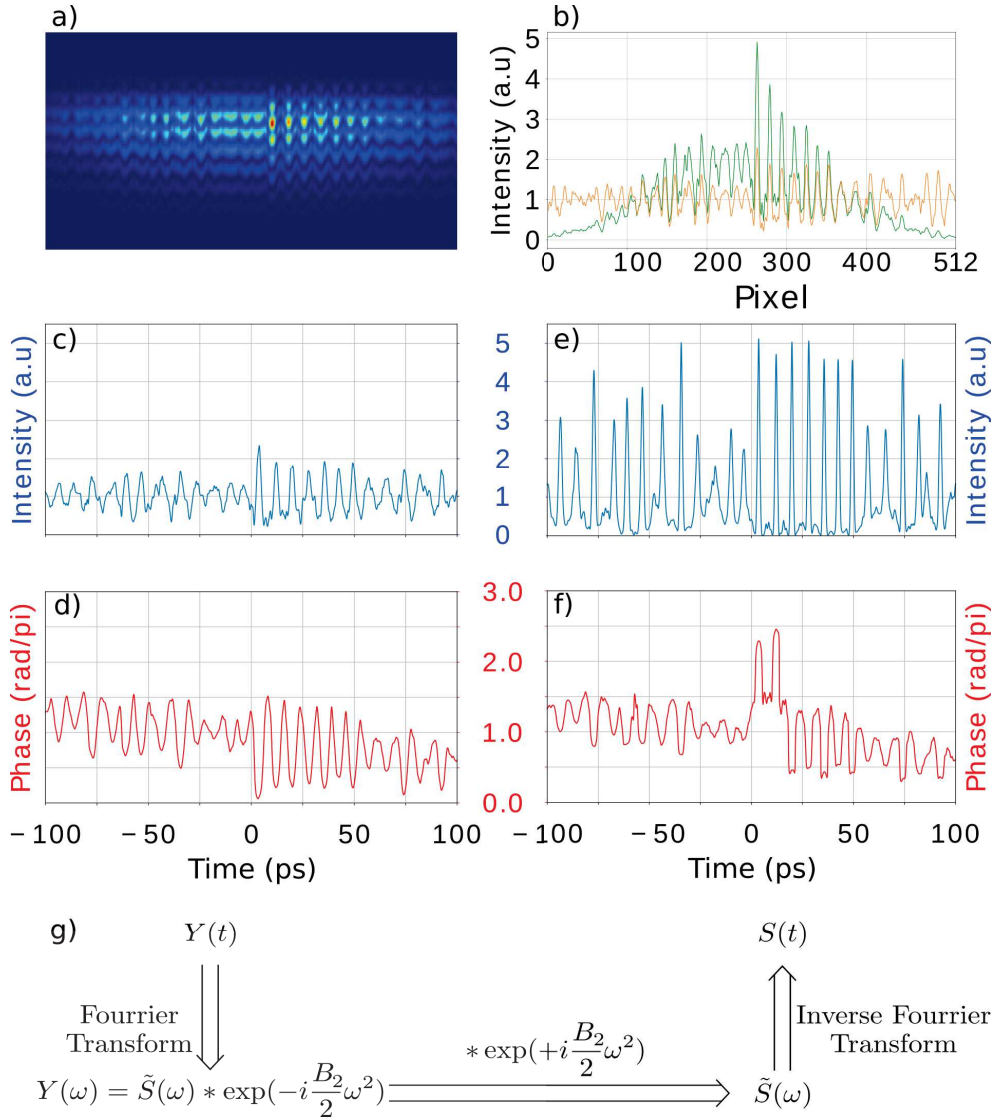 a)
b)
Intensity (a.u)
5
4
3
2
1
0
0 100 200 300 400 512
Pixel
c)
Intensity (a.u)
5
4
3
2
1
0
e)
Intensity (a.u)
d)
Phase (rad/pi)
3.0
2.0
1.0
0.0
f)
Phase (rad/pi)
−100 −50 0 50 100
Time (ps)
−100 −50 0 50 100
Time (ps)
g)
Y(t)
S(t)
Fourrier
Transform
∗ exp(+i B₂/2 ω²)
Inverse Fourrier
Transform
Y(ω) = S̃(ω) ∗ exp(−i B₂/2 ω²)
S̃(ω)